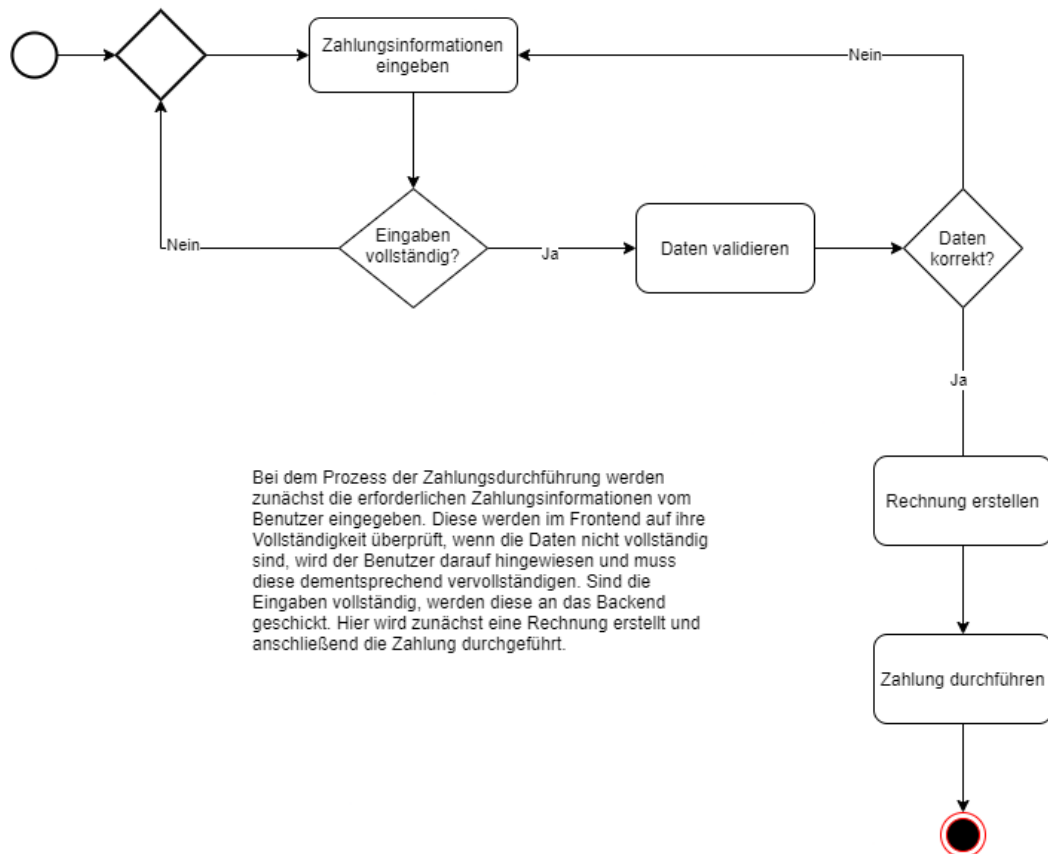 Zahlungsinformationen
eingeben
Nein
Eingaben
vollständig?
Nein
Ja
Daten validieren
Daten
korrekt?
Ja
Bei dem Prozess der Zahlungsdurchführung werden
zunächst die erforderlichen Zahlungsinformationen vom
Benutzer eingegeben. Diese werden im Frontend auf ihre
Vollständigkeit überprüft, wenn die Daten nicht vollständig
sind, wird der Benutzer darauf hingewiesen und muss
diese dementsprechend vervollständigen. Sind die
Eingaben vollständig, werden diese an das Backend
geschickt. Hier wird zunächst eine Rechnung erstellt und
anschließend die Zahlung durchgeführt.
Rechnung erstellen
Zahlung durchführen